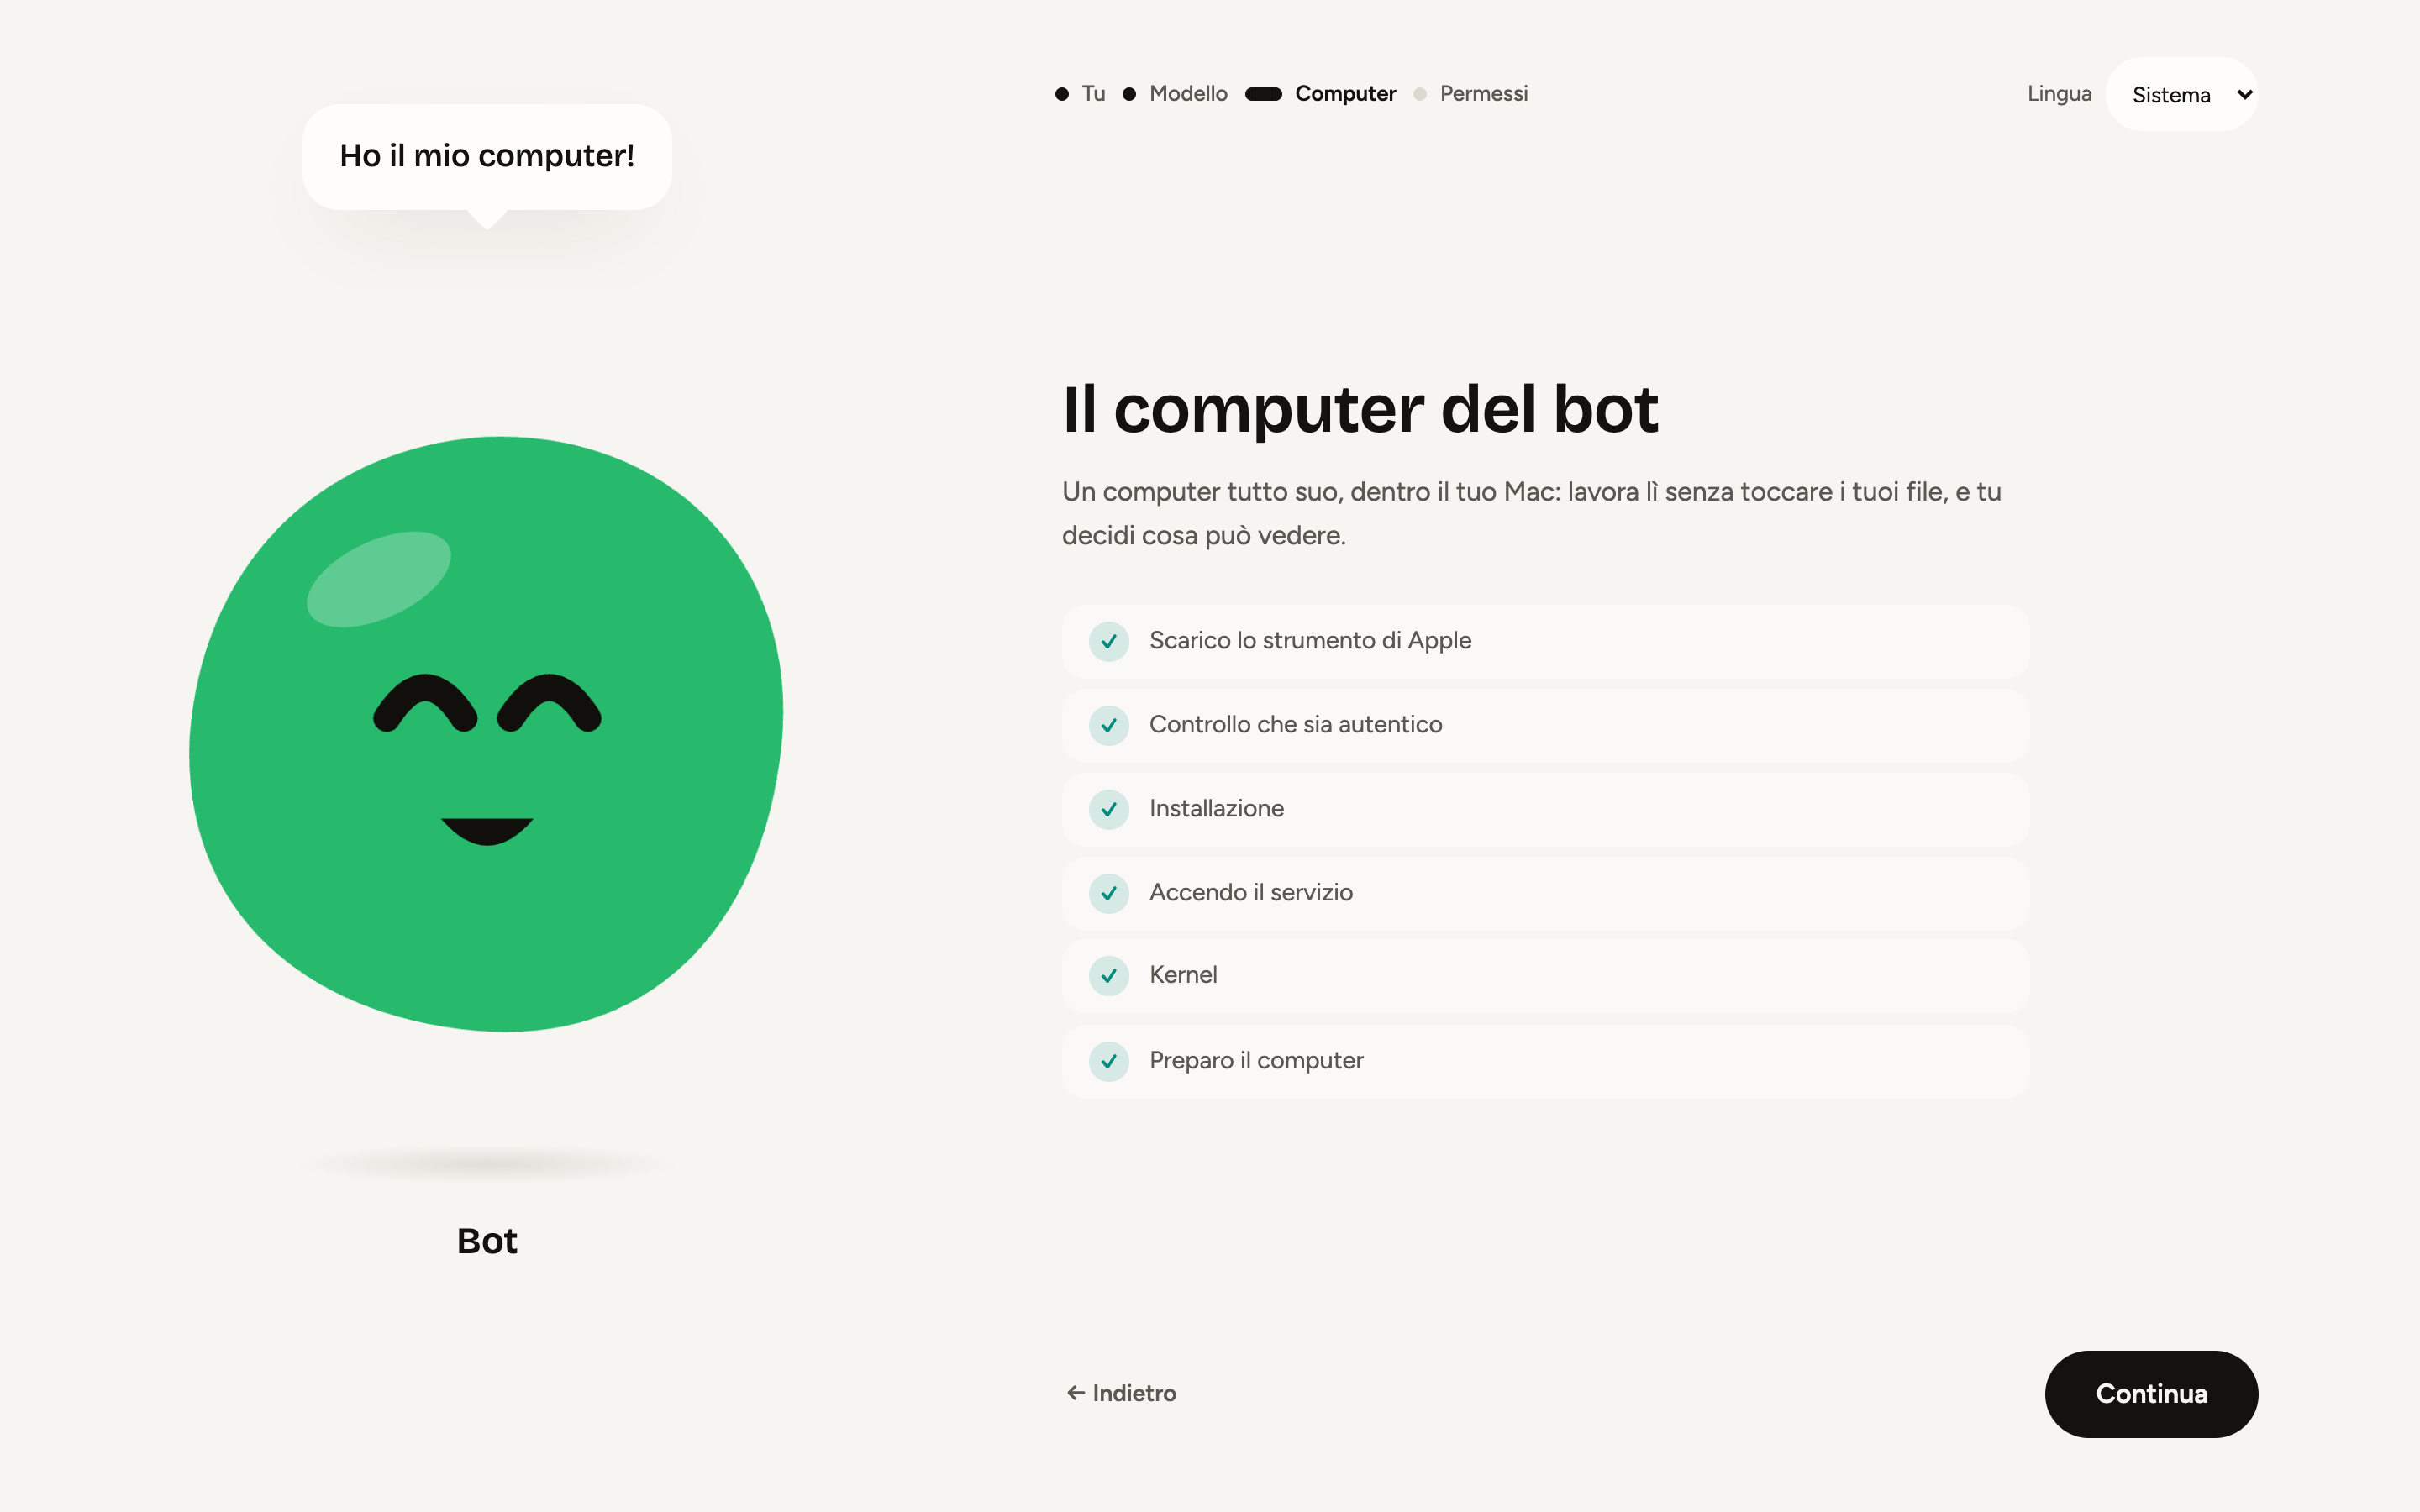 Ho il mio computer!
Bot
Tu
Modello
Computer
Permessi
Lingua
Sistema
Il computer del bot
Un computer tutto suo, dentro il tuo Mac: lavora lì senza toccare i tuoi file, e tu
decidi cosa può vedere.
Scarico lo strumento di Apple
Controllo che sia autentico
Installazione
Accendo il servizio
Kernel
Preparo il computer
Indietro
Continua